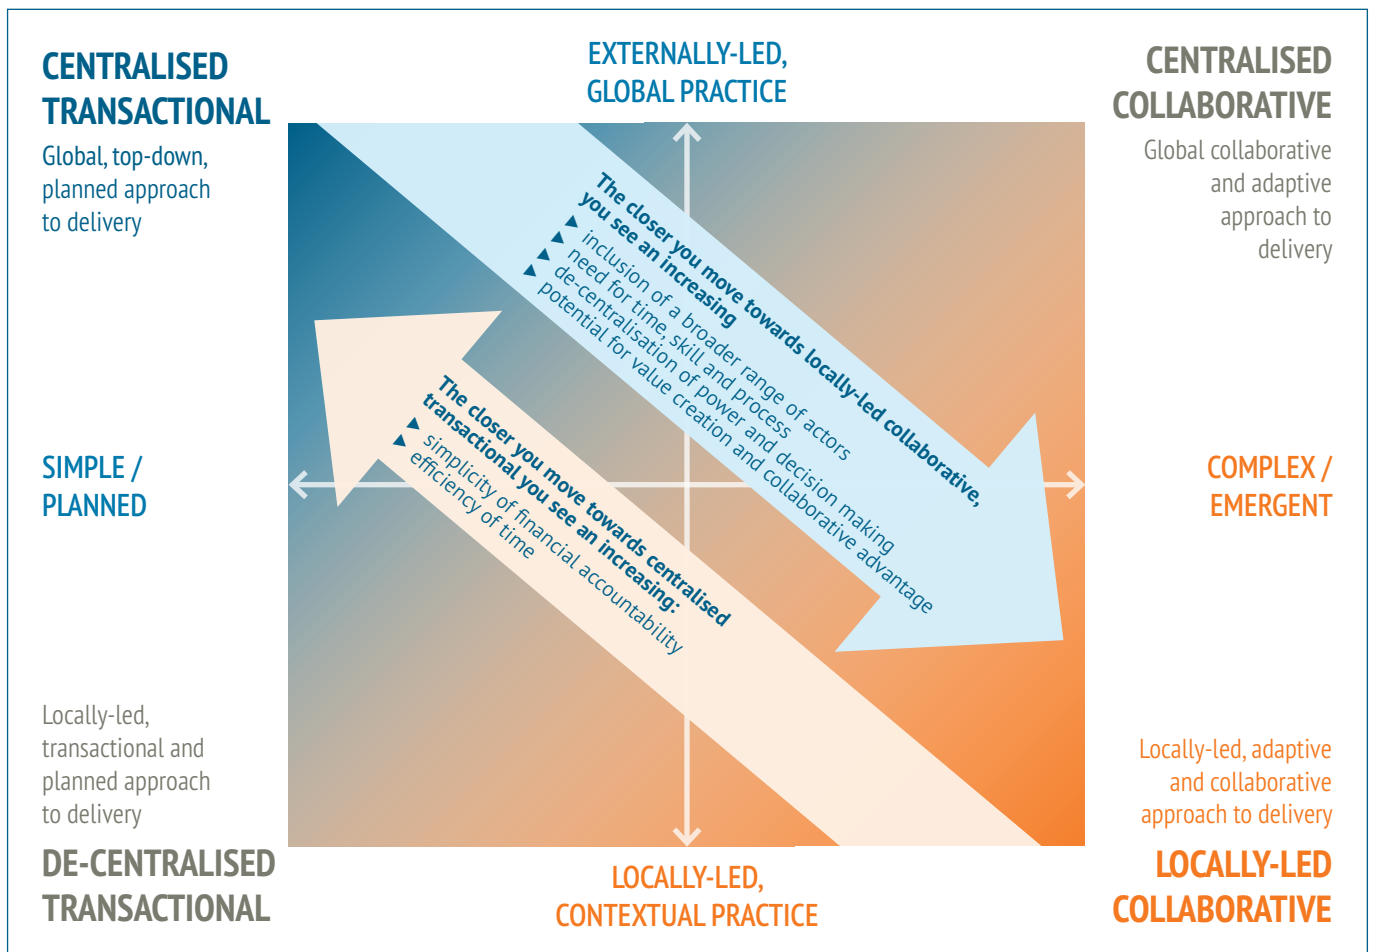 CENTRALISED
TRANSACTIONAL
Global, top-down,
planned approach
to delivery
EXTERNALLY-LED,
GLOBAL PRACTICE
CENTRALISED
COLLABORATIVE
Global collaborative
and adaptive
approach to
delivery
The closer you move towards locally-led collaborative,
you see an increasing
inclusion of a broader range of actors
need for time, skill and process
de-centralisation of power and decision making
potential for value creation and collaborative advantage
The closer you move towards centralised
transactional you see an increasing:
simplicity of financial accountability
efficiency of time
SIMPLE /
PLANNED
COMPLEX /
EMERGENT
Locally-led,
transactional and
planned approach
to delivery
DE-CENTRALISED
TRANSACTIONAL
LOCALLY-LED,
CONTEXTUAL PRACTICE
Locally-led, adaptive
and collaborative
approach to delivery
LOCALLY-LED
COLLABORATIVE